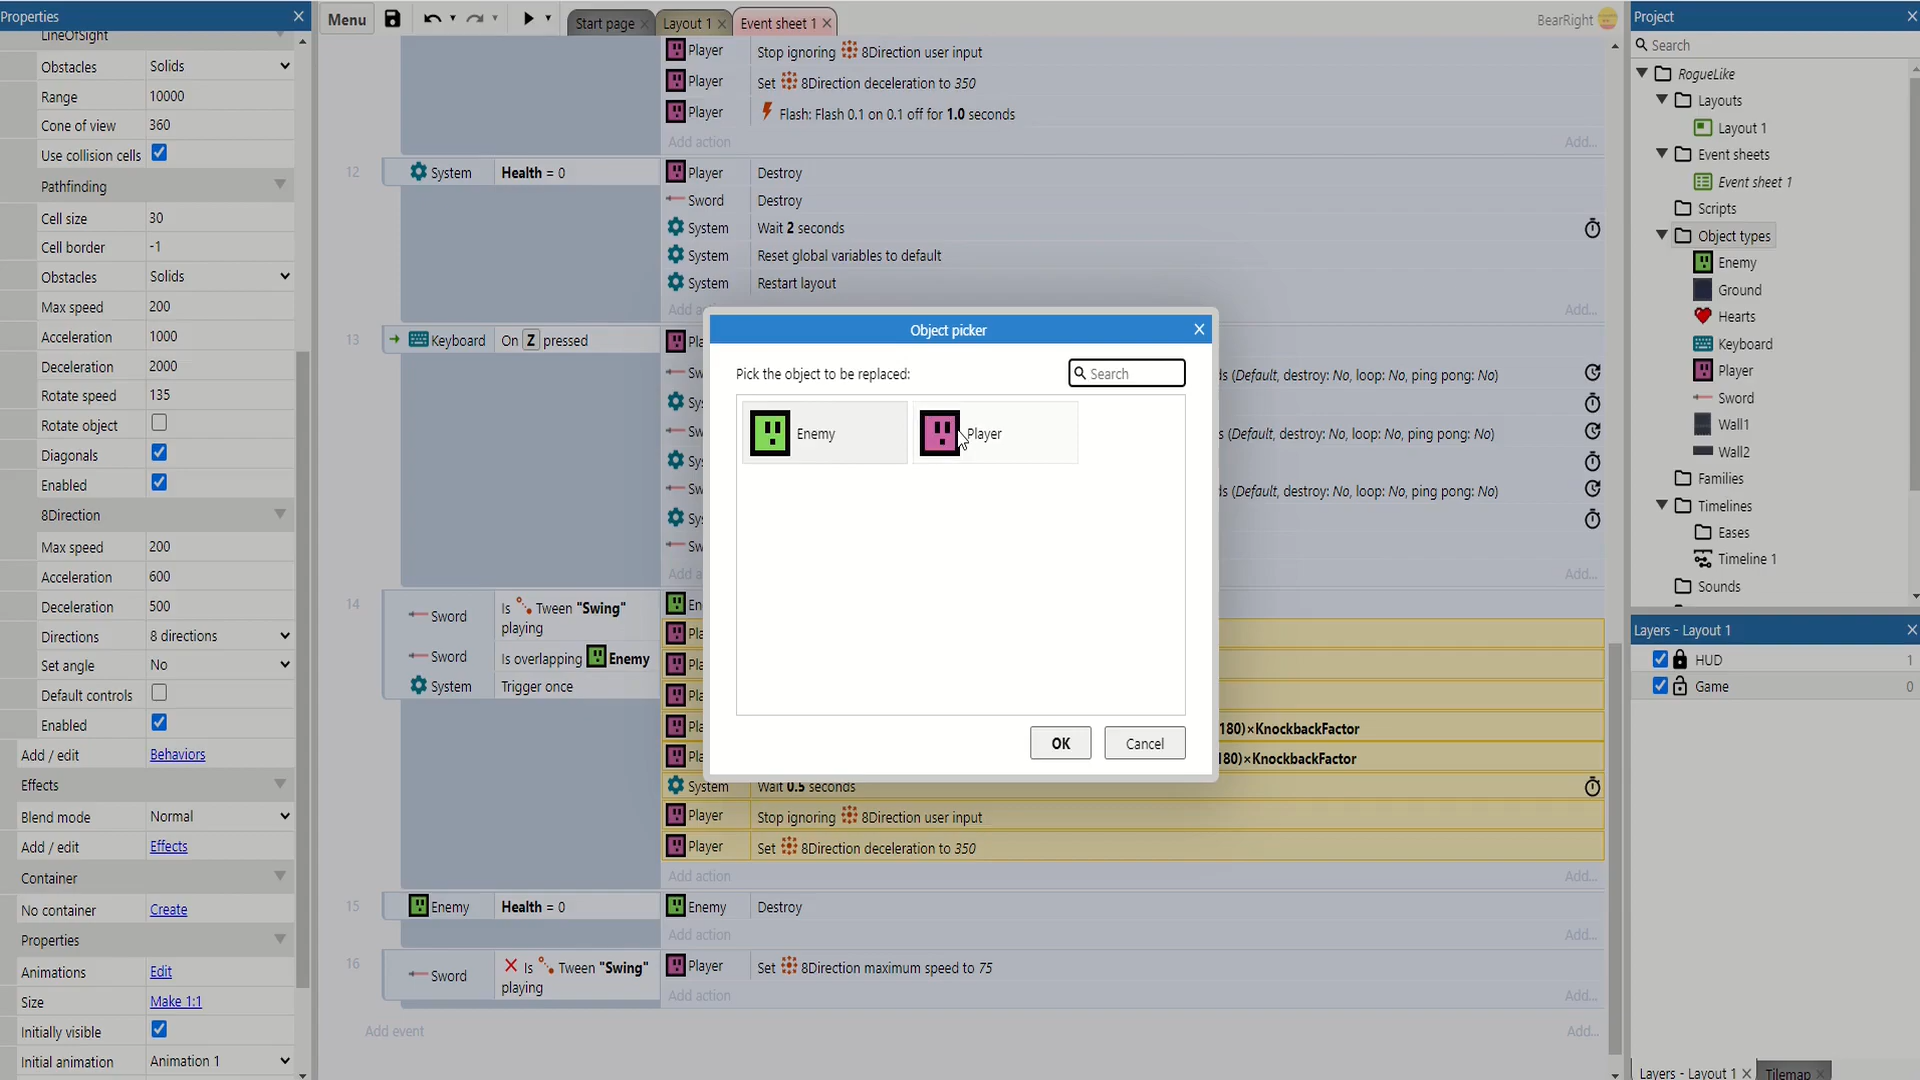 Properties
LineOfSight
Obstacles Solids
Range 10000
Cone of view 360
Use collision cells
Pathfinding
Cell size 30
Cell border -1
Obstacles Solids
Max speed 200
Acceleration 1000
Deceleration 2000
Rotate speed 135
Rotate object
Diagonals
Enabled
8Direction
Max speed 200
Acceleration 600
Deceleration 500
Directions 8 directions
Set angle No
Default controls
Enabled
Add / edit Behaviors
Effects
Blend mode Normal
Add / edit Effects
Container
No container Create
Properties
Animations Edit
Size Make 1:1
Initially visible
Initial animation Animation 1
Menu
Start page
Layout 1
Event sheet 1
BearRight
Player Stop ignoring 8Direction user input
Player Set 8Direction deceleration to 350
Player Flash: Flash 0.1 on 0.1 off for 1.0 seconds
Add action Add...
12 System Health = 0
Player Destroy
Sword Destroy
System Wait 2 seconds
System Reset global variables to default
System Restart layout
Add... 
13 Keyboard On Z pressed
(Default, destroy: No, loop: No, ping pong: No)
(Default, destroy: No, loop: No, ping pong: No)
(Default, destroy: No, loop: No, ping pong: No)
Add...
Object picker
Pick the object to be replaced:
Search
Enemy
Player
OK
Cancel
14 Sword Is Tween "Swing" playing
Sword Is overlapping Enemy
System Trigger once
180)×KnockbackFactor
80)×KnockbackFactor
System Wait 0.5 seconds
Player Stop ignoring 8Direction user input
Player Set 8Direction deceleration to 350
Add action Add...
15 Enemy Health = 0
Enemy Destroy
Add action Add...
16 Sword Is Tween "Swing" playing
Player Set 8Direction maximum speed to 75
Add action Add...
Add event Add...
Project
Search
RogueLike
Layouts
Layout 1
Event sheets
Event sheet 1
Scripts
Object types
Enemy
Ground
Hearts
Keyboard
Player
Sword
Wall1
Wall2
Families
Timelines
Eases
Timeline 1
Sounds
Layers - Layout 1
HUD 1
Game 0
Layers - Layout 1
Tilemap